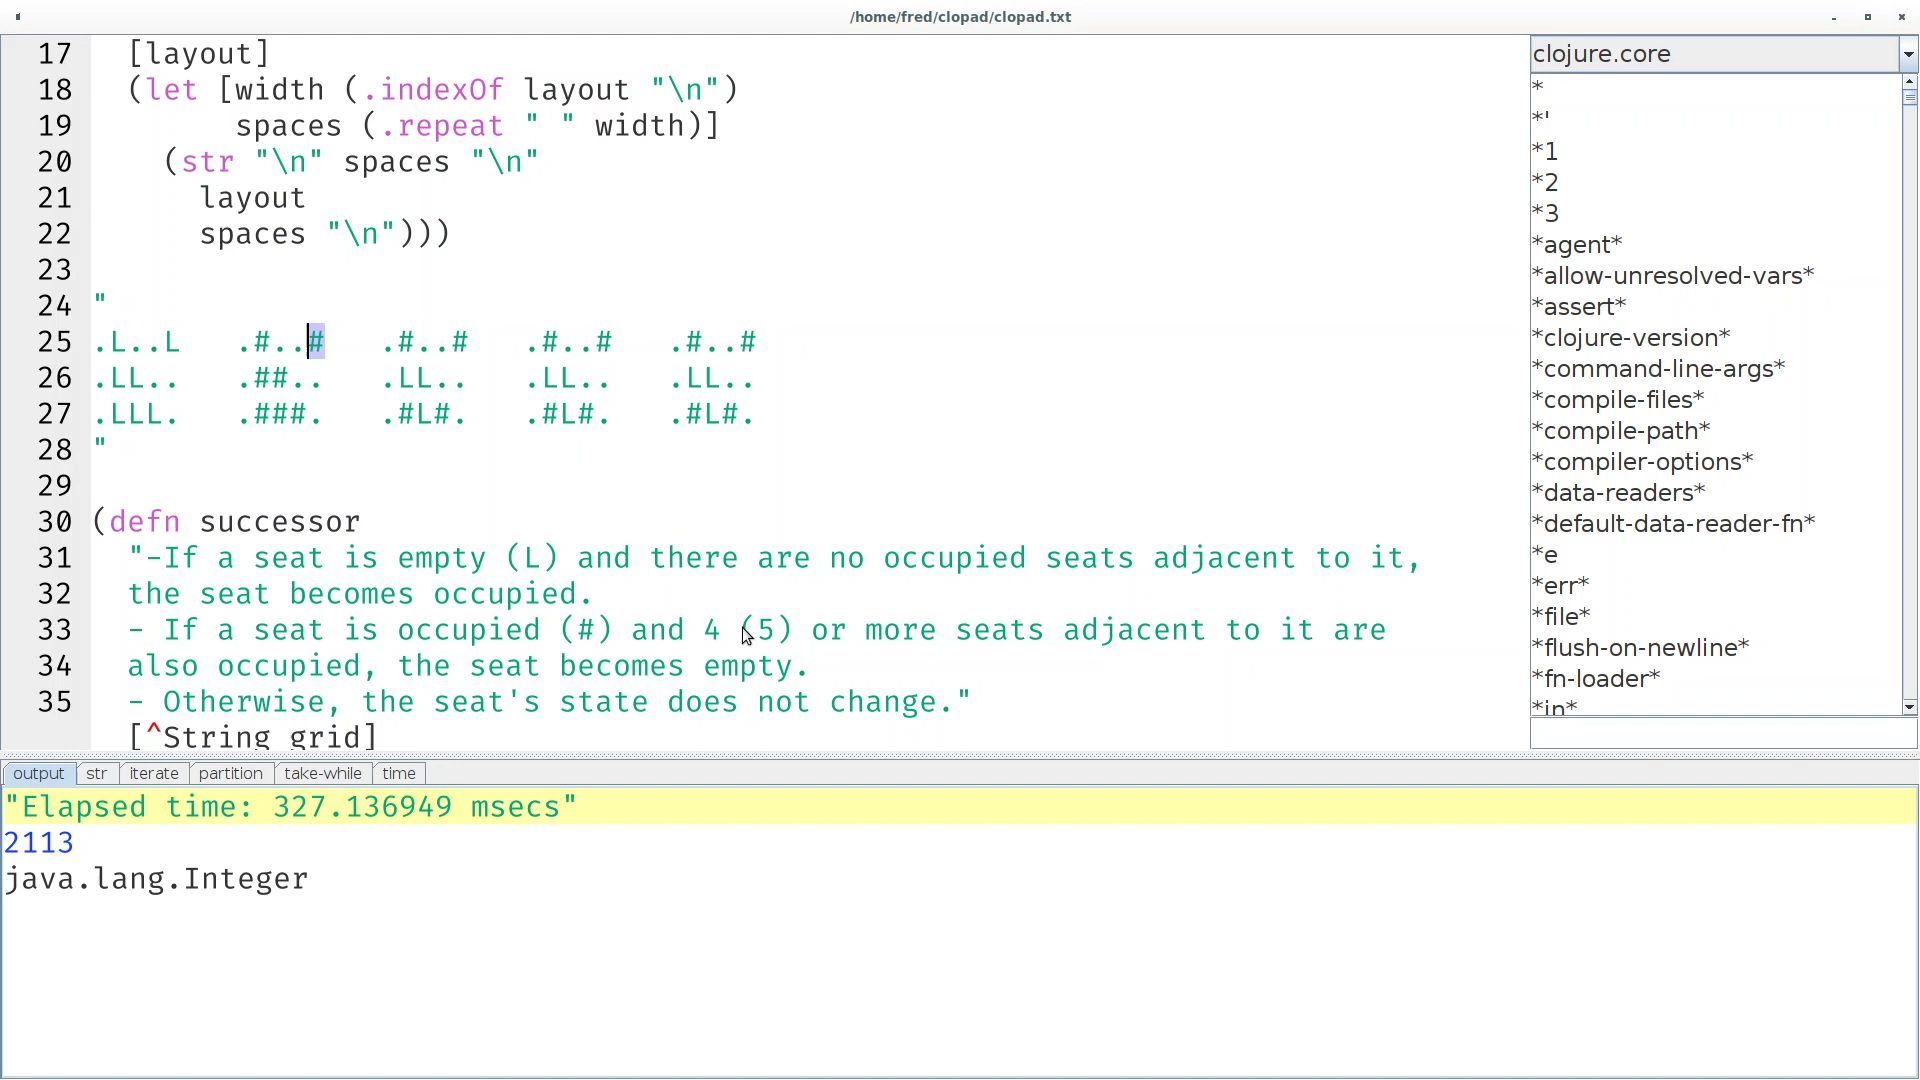 /home/fred/clopad/clopad.txt
17 [layout]
18 (let [width (.indexOf layout "\n")
19 spaces (.repeat " " width)]
20 (str "\n" spaces "\n"
21 layout
22 spaces "\n")))
23
24 "
25 .L..L .#..# .#..# .#..# .#..#
26 .LL.. .##.. .LL.. .LL.. .LL..
27 .LLL. .###. .#L#. .#L#. .#L#.
28 "
29
30 (defn successor
31 "-If a seat is empty (L) and there are no occupied seats adjacent to it,
32 the seat becomes occupied.
33 - If a seat is occupied (#) and 4 (5) or more seats adjacent to it are
34 also occupied, the seat becomes empty.
35 - Otherwise, the seat's state does not change."
[^String grid]
clojure.core
*
*'
*1
*2
*3
*agent*
*allow-unresolved-vars*
*assert*
*clojure-version*
*command-line-args*
*compile-files*
*compile-path*
*compiler-options*
*data-readers*
*default-data-reader-fn*
*e
*err*
*file*
*flush-on-newline*
*fn-loader*
*in*
output str iterate partition take-while time
"Elapsed time: 327.136949 msecs"
2113
java.lang.Integer